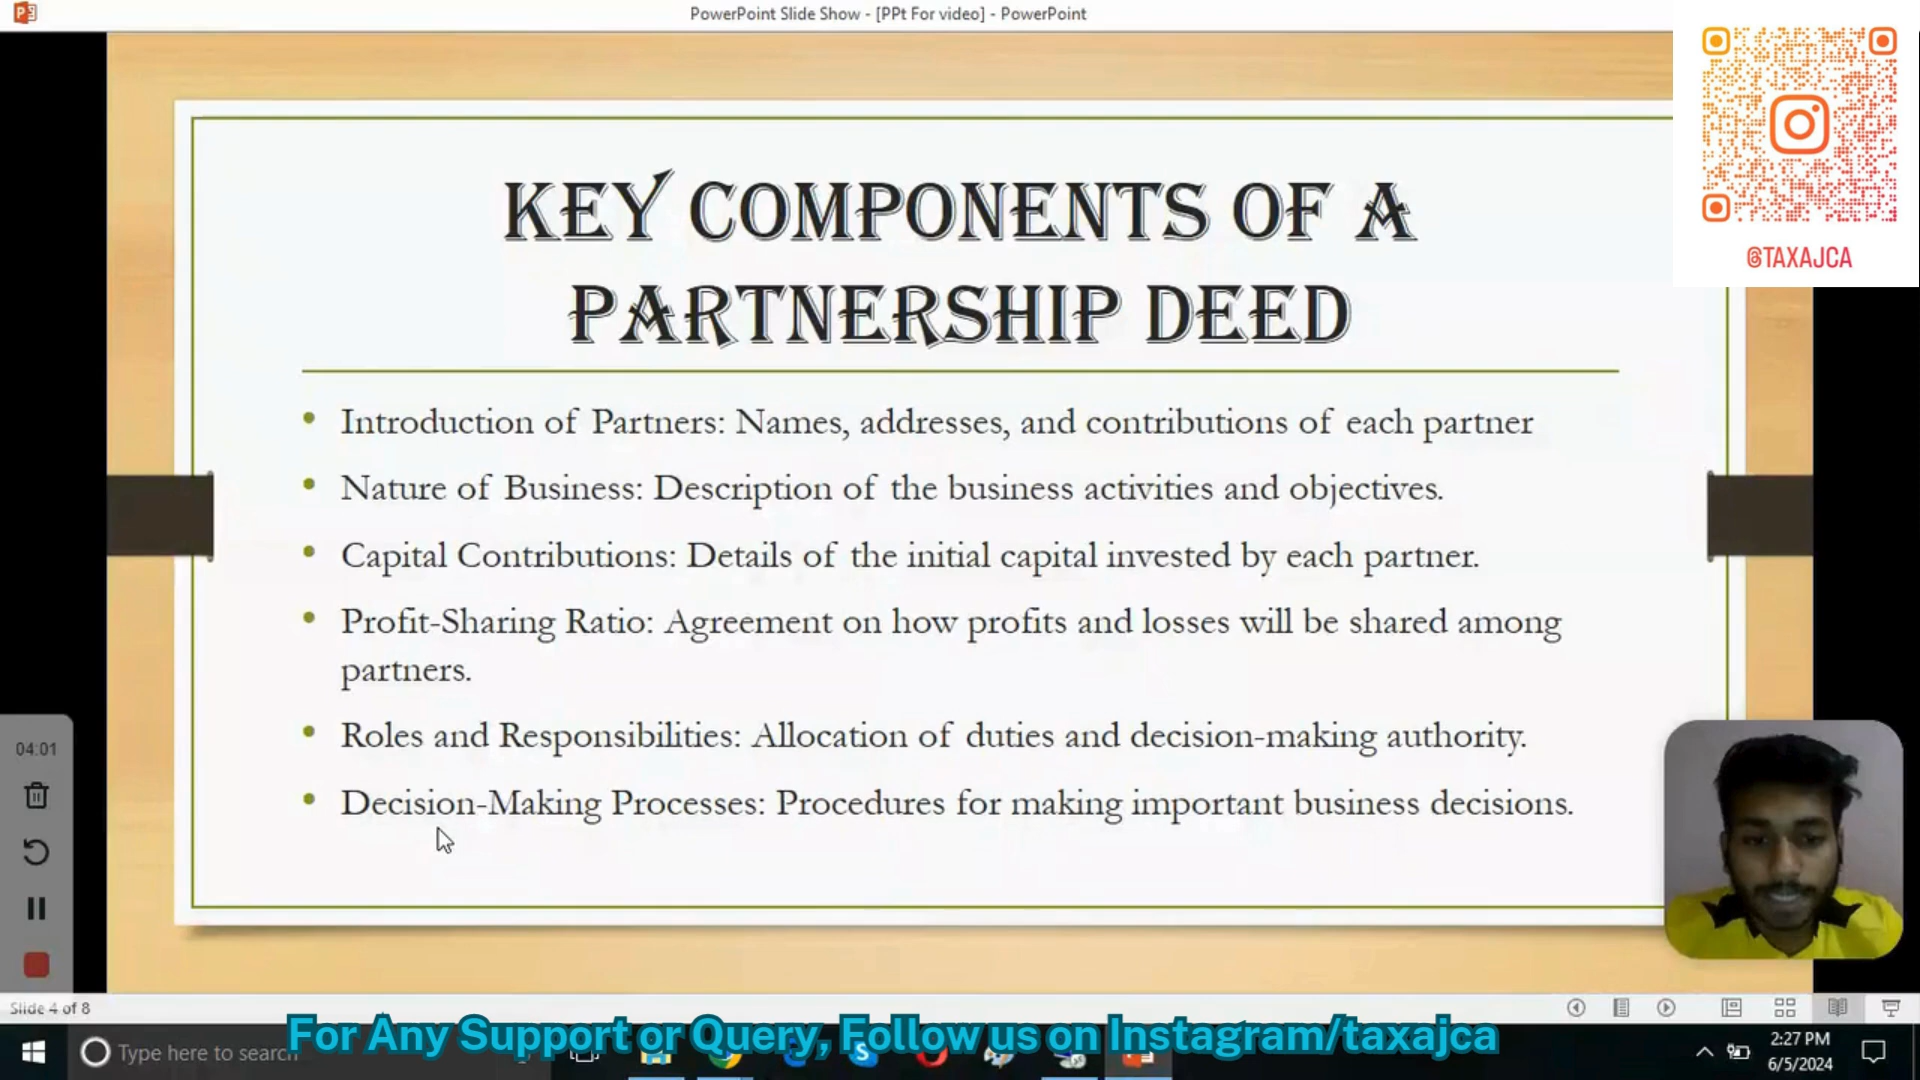 PowerPoint Slide Show - [PPt For video] - PowerPoint
@TAXAJCA
KEY COMPONENTS OF A
PARTNERSHIP DEED
• Introduction of Partners: Names, addresses, and contributions of each partner
• Nature of Business: Description of the business activities and objectives.
• Capital Contributions: Details of the initial capital invested by each partner.
• Profit-Sharing Ratio: Agreement on how profits and losses will be shared among
partners.
• Roles and Responsibilities: Allocation of duties and decision-making authority.
• Decision-Making Processes: Procedures for making important business decisions.
04:01
Slide 4 of 8
For Any Support or Query, Follow us on Instagram/taxajca
Type here to search
2:27 PM
6/5/2024